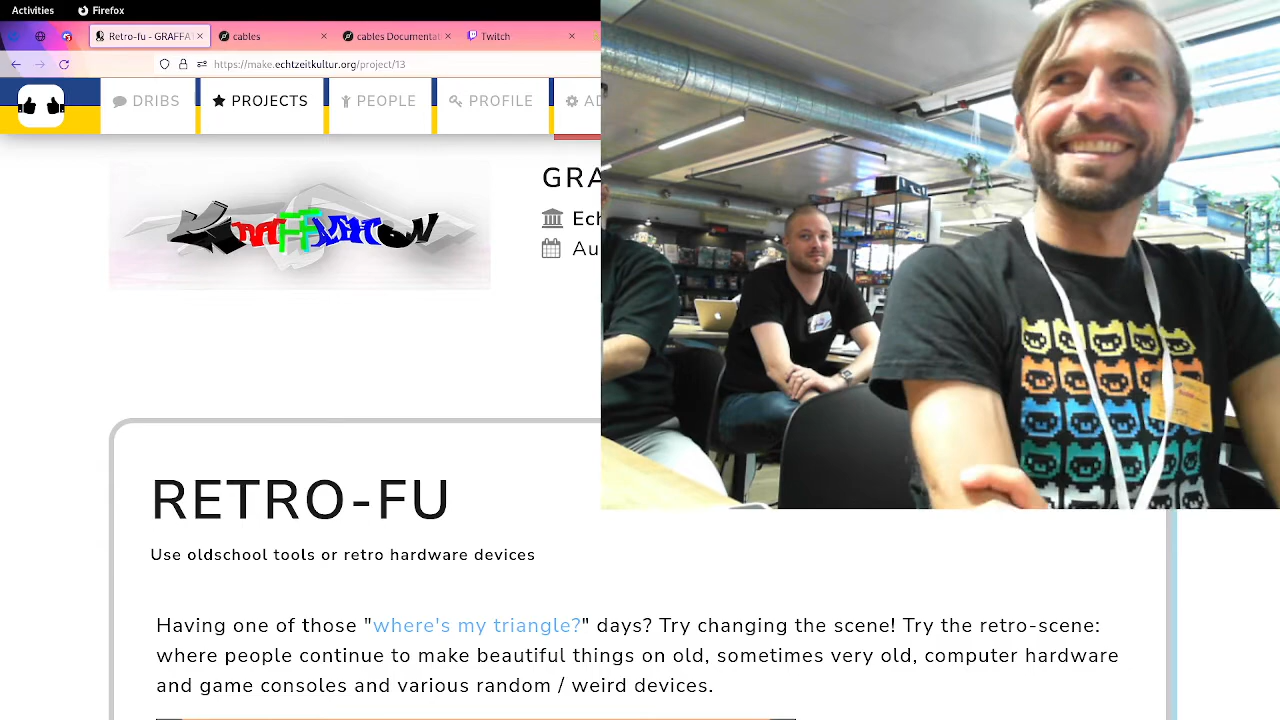 Activities Firefox
Retro-fu - GRAFFAT cables cables Documentat Twitch
https://make.echtzeitkultur.org/project/13
DRIBS PROJECTS PEOPLE PROFILE AD
GRA
Ech
Au
RETRO-FU
Use oldschool tools or retro hardware devices
Having one of those "where's my triangle?" days? Try changing the scene! Try the retro-scene:
where people continue to make beautiful things on old, sometimes very old, computer hardware
and game consoles and various random / weird devices.